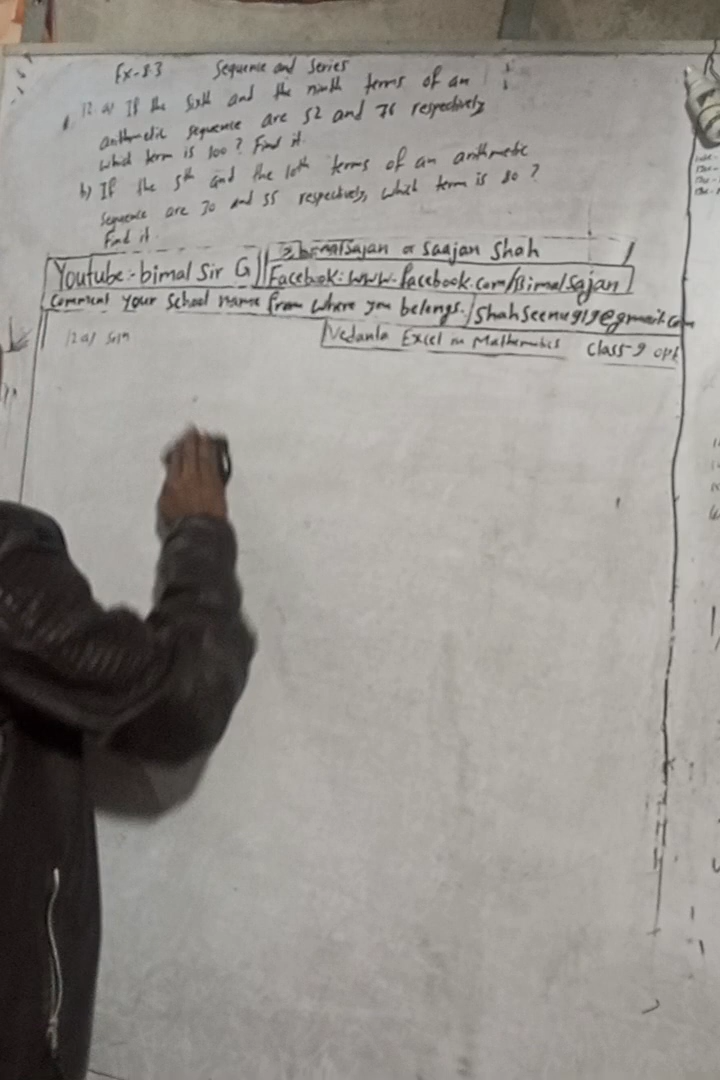 Ex-8.3 Sequence and Series
12 a) If the sixth and the ninth terms of an
arithmetic sequence are 52 and 76 respectively
which term is 100? Find it.
b) If the 5th and the 10th terms of an arithmetic
sequence are 30 and 55 respectively, which term is 80?
Find it.
bimalsajan or Saajan Shah
Youtube:- bimal Sir G
Facebook:- www.facebook.com/Bimalsajan
Comment your school name from where you belongs.
shahseenu919@gmail.com
12 a) Soln
Vedanta Excel in Mathematics Class-9 opt